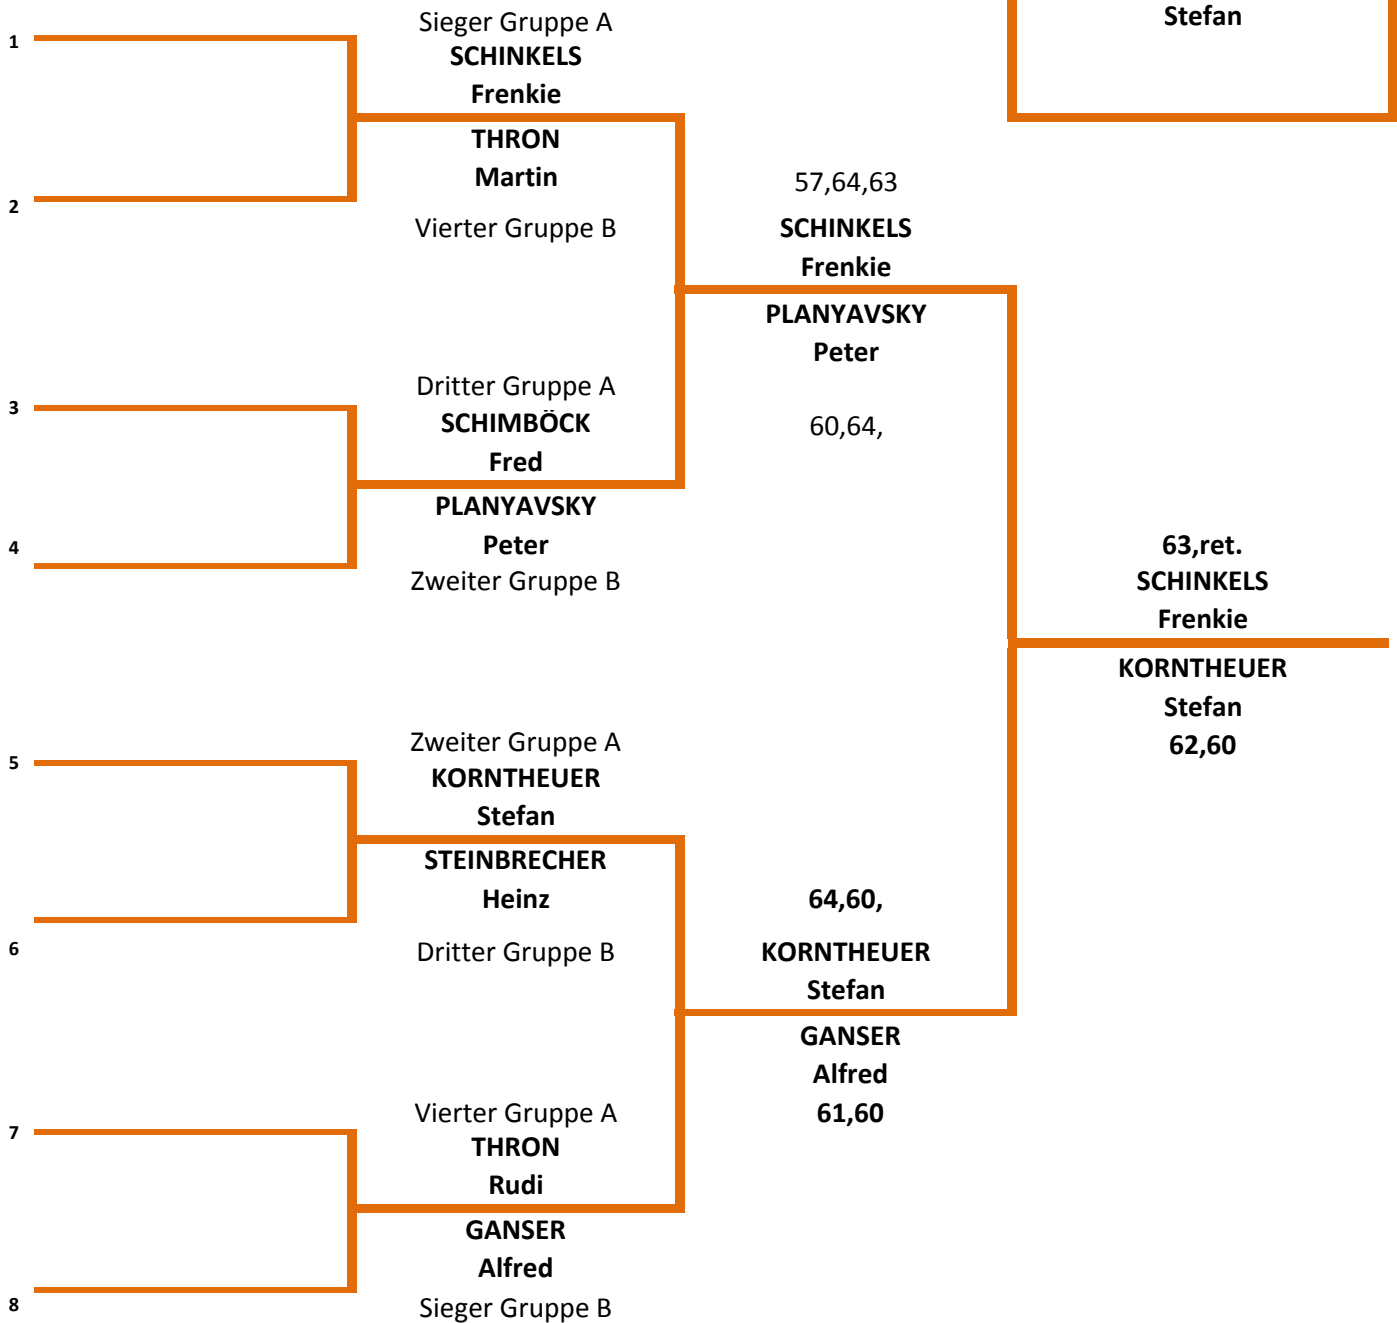 Stefan
1
Sieger Gruppe A
SCHINKELS
Frenkie
THRON
Martin
2
Vierter Gruppe B
57,64,63
SCHINKELS
Frenkie
PLANYAVSKY
Peter
60,64,
3
Dritter Gruppe A
SCHIMBÖCK
Fred
PLANYAVSKY
Peter
4
Zweiter Gruppe B
63,ret.
SCHINKELS
Frenkie
KORNTHEUER
Stefan
62,60
5
Zweiter Gruppe A
KORNTHEUER
Stefan
STEINBRECHER
Heinz
6
Dritter Gruppe B
64,60,
KORNTHEUER
Stefan
GANSER
Alfred
61,60
7
Vierter Gruppe A
THRON
Rudi
GANSER
Alfred
8
Sieger Gruppe B